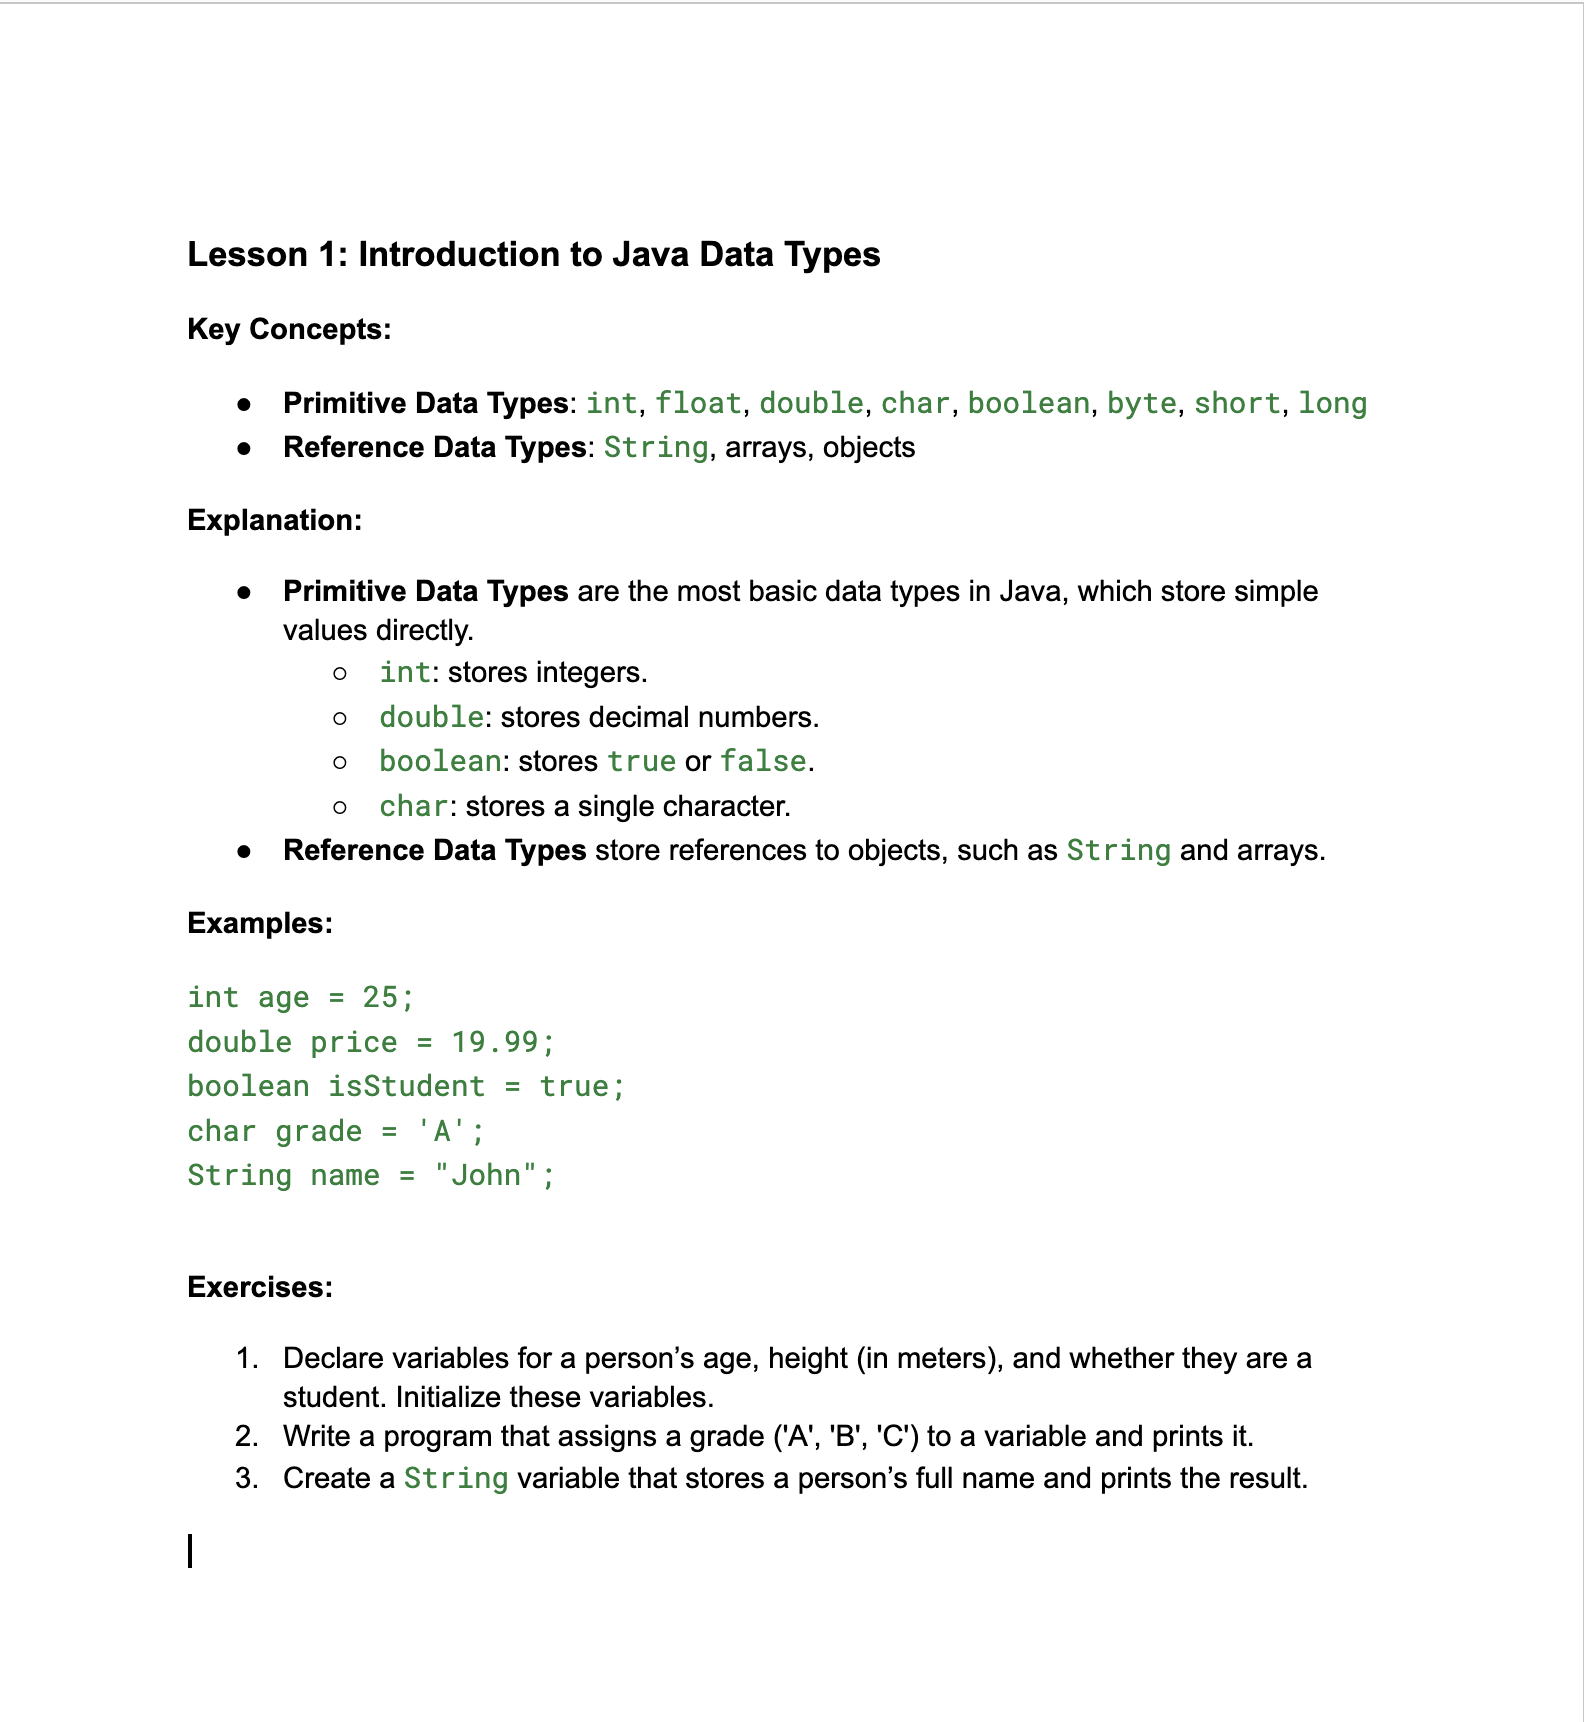 Lesson 1: Introduction to Java Data Types
Key Concepts:
● Primitive Data Types: int, float, double, char, boolean, byte, short, long
● Reference Data Types: String, arrays, objects
Explanation:
● Primitive Data Types are the most basic data types in Java, which store simple
values directly.
○ int: stores integers.
○ double: stores decimal numbers.
○ boolean: stores true or false.
○ char: stores a single character.
● Reference Data Types store references to objects, such as String and arrays.
Examples:
int age = 25;
double price = 19.99;
boolean isStudent = true;
char grade = 'A';
String name = "John";
Exercises:
1. Declare variables for a person’s age, height (in meters), and whether they are a
student. Initialize these variables.
2. Write a program that assigns a grade ('A', 'B', 'C') to a variable and prints it.
3. Create a String variable that stores a person’s full name and prints the result.